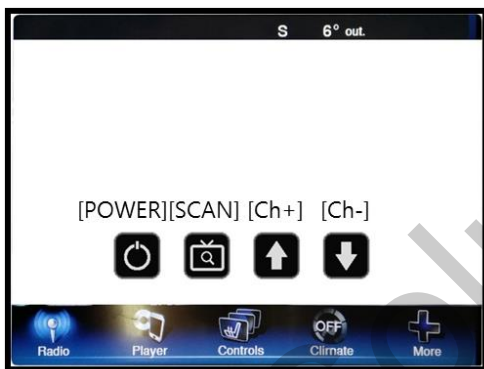 S 6° out.
[POWER][SCAN] [Ch+] [Ch-]
OFF
Radio Player Controls Climate More